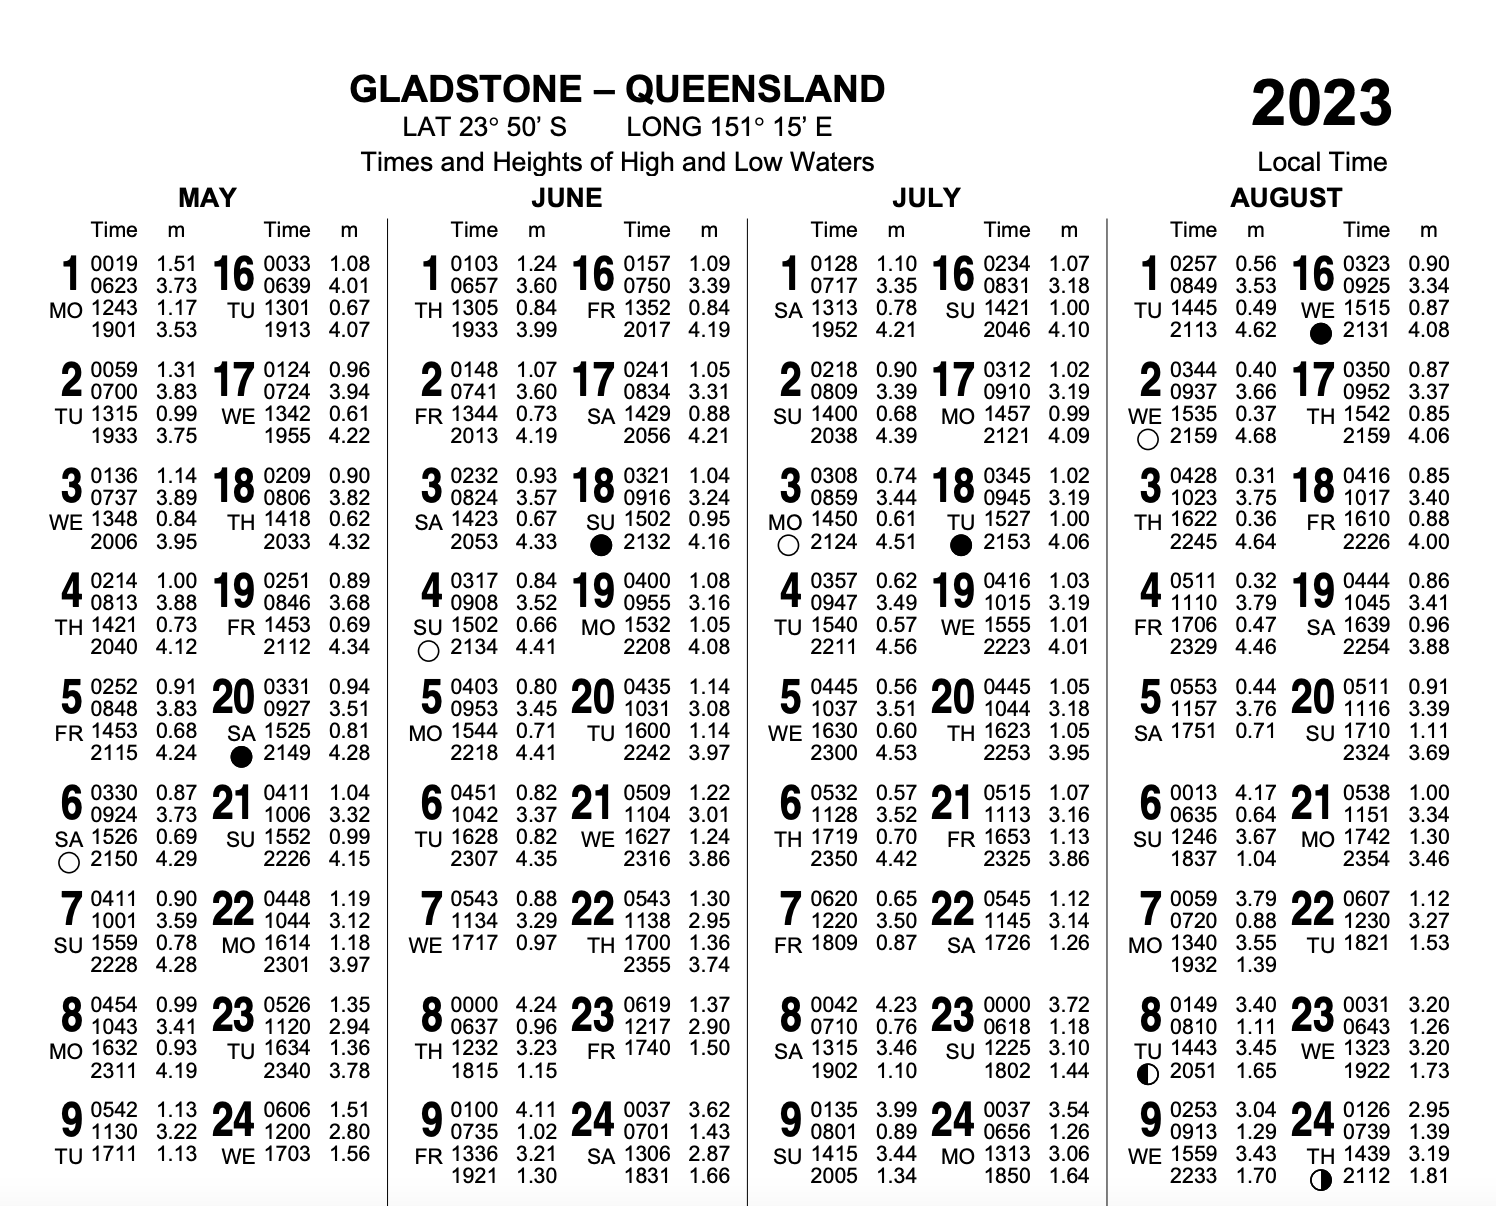 GLADSTONE – QUEENSLAND
2023
LAT 23° 50’ S LONG 151° 15’ E
Times and Heights of High and Low Waters
Local Time
MAY JUNE JULY AUGUST
Time m Time m Time m Time m Time m Time m Time m Time m
1 0019 1.51 16 0033 1.08 1 0103 1.24 16 0157 1.09 1 0128 1.10 16 0234 1.07 1 0257 0.56 16 0323 0.90
0623 3.73 0639 4.01 0657 3.60 0750 3.39 0717 3.35 0831 3.18 0849 3.53 0925 3.34
MO 1243 1.17 TU 1301 0.67 TH 1305 0.84 FR 1352 0.84 SA 1313 0.78 SU 1421 1.00 TU 1445 0.49 WE 1515 0.87
1901 3.53 1913 4.07 1933 3.99 2017 4.19 1952 4.21 2046 4.10 2113 4.62 2131 4.08
2 0059 1.31 17 0124 0.96 2 0148 1.07 17 0241 1.05 2 0218 0.90 17 0312 1.02 2 0344 0.40 17 0350 0.87
0700 3.83 0724 3.94 0741 3.60 0834 3.31 0809 3.39 0910 3.19 0937 3.66 0952 3.37
TU 1315 0.99 WE 1342 0.61 FR 1344 0.73 SA 1429 0.88 SU 1400 0.68 MO 1457 0.99 WE 1535 0.37 TH 1542 0.85
1933 3.75 1955 4.22 2013 4.19 2056 4.21 2038 4.39 2121 4.09 2159 4.68 2159 4.06
3 0136 1.14 18 0209 0.90 3 0232 0.93 18 0321 1.04 3 0308 0.74 18 0345 1.02 3 0428 0.31 18 0416 0.85
0737 3.89 0806 3.82 0824 3.57 0916 3.24 0859 3.44 0945 3.19 1023 3.75 1017 3.40
WE 1348 0.84 TH 1418 0.62 SA 1423 0.67 SU 1502 0.95 MO 1450 0.61 TU 1527 1.00 TH 1622 0.36 FR 1610 0.88
2006 3.95 2033 4.32 2053 4.33 2132 4.16 2124 4.51 2153 4.06 2245 4.64 2226 4.00
4 0214 1.00 19 0251 0.89 4 0317 0.84 19 0400 1.08 4 0357 0.62 19 0416 1.03 4 0511 0.32 19 0444 0.86
0813 3.88 0846 3.68 0908 3.52 0955 3.16 0947 3.49 1015 3.19 1110 3.79 1045 3.41
TH 1421 0.73 FR 1453 0.69 SU 1502 0.66 MO 1532 1.05 TU 1540 0.57 WE 1555 1.01 FR 1706 0.47 SA 1639 0.96
2040 4.12 2112 4.34 2134 4.41 2208 4.08 2211 4.56 2223 4.01 2329 4.46 2254 3.88
5 0252 0.91 20 0331 0.94 5 0403 0.80 20 0435 1.14 5 0445 0.56 20 0445 1.05 5 0553 0.44 20 0511 0.91
0848 3.83 0927 3.51 0953 3.45 1031 3.08 1037 3.51 1044 3.18 1157 3.76 1116 3.39
FR 1453 0.68 SA 1525 0.81 MO 1544 0.71 TU 1600 1.14 WE 1630 0.60 TH 1623 1.05 SA 1751 0.71 SU 1710 1.11
2115 4.24 2149 4.28 2218 4.41 2242 3.97 2300 4.53 2253 3.95 2324 3.69
6 0330 0.87 21 0411 1.04 6 0451 0.82 21 0509 1.22 6 0532 0.57 21 0515 1.07 6 0013 4.17 21 0538 1.00
0924 3.73 1006 3.32 1042 3.37 1104 3.01 1128 3.52 1113 3.16 0635 0.64 1151 3.34
SA 1526 0.69 SU 1552 0.99 TU 1628 0.82 WE 1627 1.24 TH 1719 0.70 FR 1653 1.13 SU 1246 3.67 MO 1742 1.30
2150 4.29 2226 4.15 2307 4.35 2316 3.86 2350 4.42 2325 3.86 1837 1.04 2354 3.46
7 0411 0.90 22 0448 1.19 7 0543 0.88 22 0543 1.30 7 0620 0.65 22 0545 1.12 7 0059 3.79 22 0607 1.12
1001 3.59 1044 3.12 1134 3.29 1138 2.95 1220 3.50 1145 3.14 0720 0.88 1230 3.27
SU 1559 0.78 MO 1614 1.18 WE 1717 0.97 TH 1700 1.36 FR 1809 0.87 SA 1726 1.26 MO 1340 3.55 TU 1821 1.53
2228 4.28 2301 3.97 2355 3.74 1932 1.39
8 0454 0.99 23 0526 1.35 8 0000 4.24 23 0619 1.37 8 0042 4.23 23 0000 3.72 8 0149 3.40 23 0031 3.20
1043 3.41 1120 2.94 0637 0.96 1217 2.90 0710 0.76 0618 1.18 0810 1.11 0643 1.26
MO 1632 0.93 TU 1634 1.36 TH 1232 3.23 FR 1740 1.50 SA 1315 3.46 SU 1225 3.10 TU 1443 3.45 WE 1323 3.20
2311 4.19 2340 3.78 1815 1.15 1902 1.10 1802 1.44 2051 1.65 1922 1.73
9 0542 1.13 24 0606 1.51 9 0100 4.11 24 0037 3.62 9 0135 3.99 24 0037 3.54 9 0253 3.04 24 0126 2.95
1130 3.22 1200 2.80 0735 1.02 0701 1.43 0801 0.89 0656 1.26 0913 1.29 0739 1.39
TU 1711 1.13 WE 1703 1.56 FR 1336 3.21 SA 1306 2.87 SU 1415 3.44 MO 1313 3.06 WE 1559 3.43 TH 1439 3.19
1921 1.30 1831 1.66 2005 1.34 1850 1.64 2233 1.70 2112 1.81